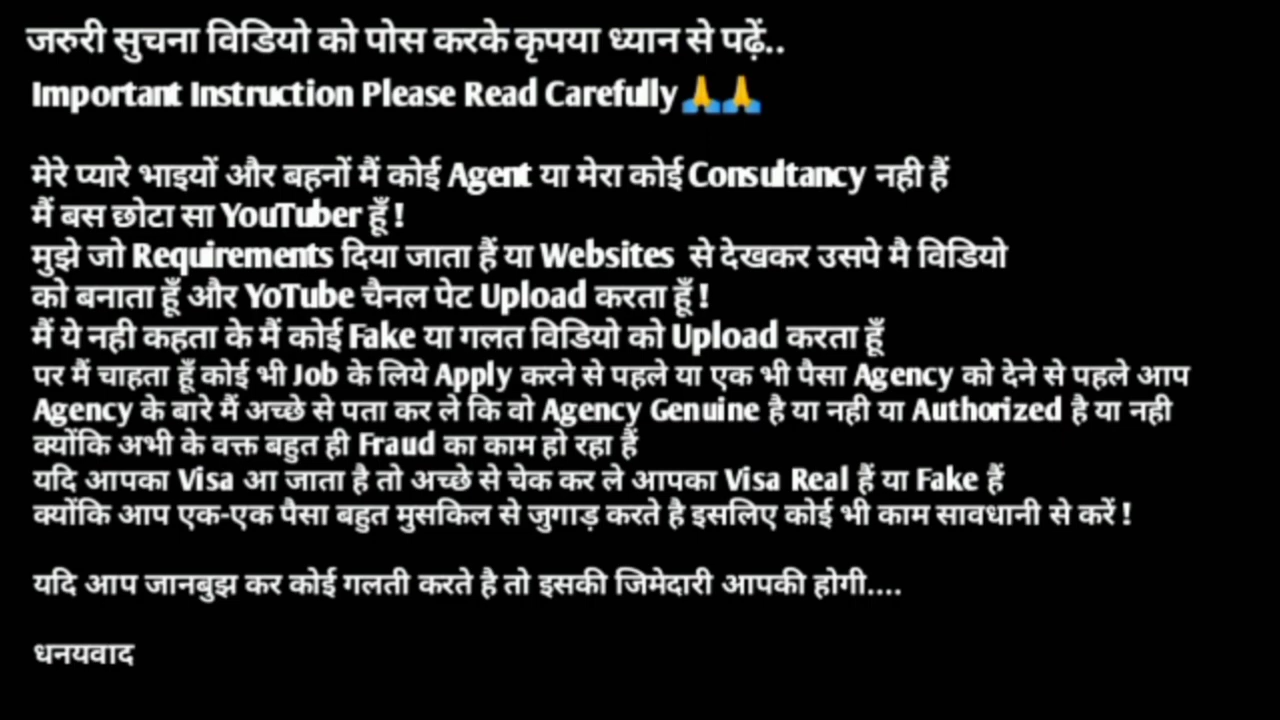 जरुरी सुचना विडियो को पोस करके कृपया ध्यान से पढ़ें..
Important Instruction Please Read Carefully🙏🙏
मेरे प्यारे भाइयों और बहनों मैं कोई Agent या मेरा कोई Consultancy नही हैं
मैं बस छोटा सा YouTuber हूँ !
मुझे जो Requirements दिया जाता हैं या Websites से देखकर उसपे मै विडियो
को बनाता हूँ और YoTube चैनल पेट Upload करता हूँ !
मैं ये नही कहता के मैं कोई Fake या गलत विडियो को Upload करता हूँ
पर मैं चाहता हूँ कोई भी Job के लिये Apply करने से पहले या एक भी पैसा Agency को देने से पहले आप
Agency के बारे मैं अच्छे से पता कर ले कि वो Agency Genuine है या नही या Authorized है या नही
क्योंकि अभी के वक्त बहुत ही Fraud का काम हो रहा हैं
यदि आपका Visa आ जाता है तो अच्छे से चेक कर ले आपका Visa Real हैं या Fake हैं
क्योंकि आप एक-एक पैसा बहुत मुसकिल से जुगाड़ करते है इसलिए कोई भी काम सावधानी से करें !
यदि आप जानबुझ कर कोई गलती करते है तो इसकी जिमेदारी आपकी होगी....
धनयवाद